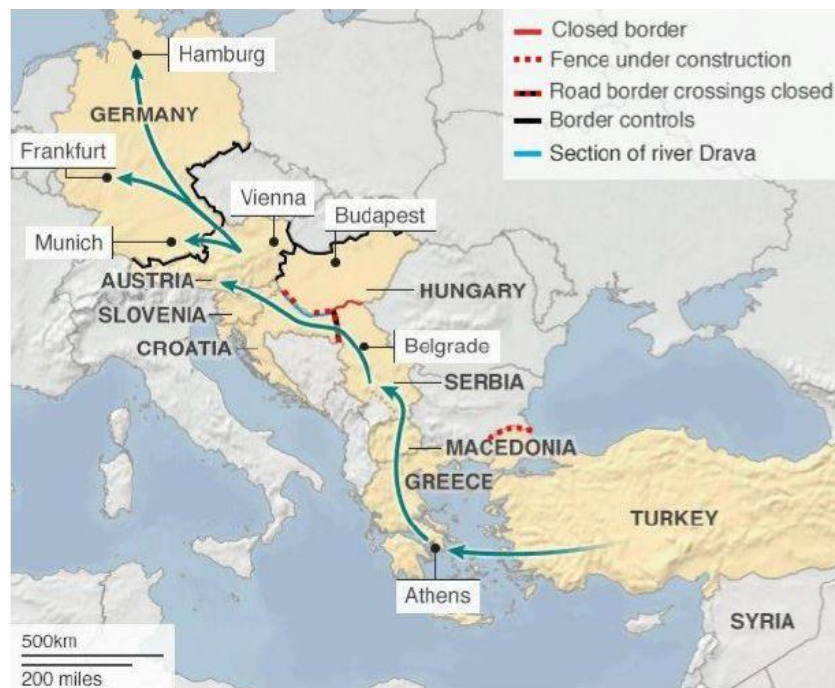 Closed border
Fence under construction
Road border crossings closed
Border controls
Section of river Drava
Hamburg
GERMANY
Frankfurt
Vienna
Budapest
Munich
AUSTRIA
HUNGARY
SLOVENIA
CROATIA
Belgrade
SERBIA
MACEDONIA
GREECE
TURKEY
Athens
SYRIA
500km
200 miles